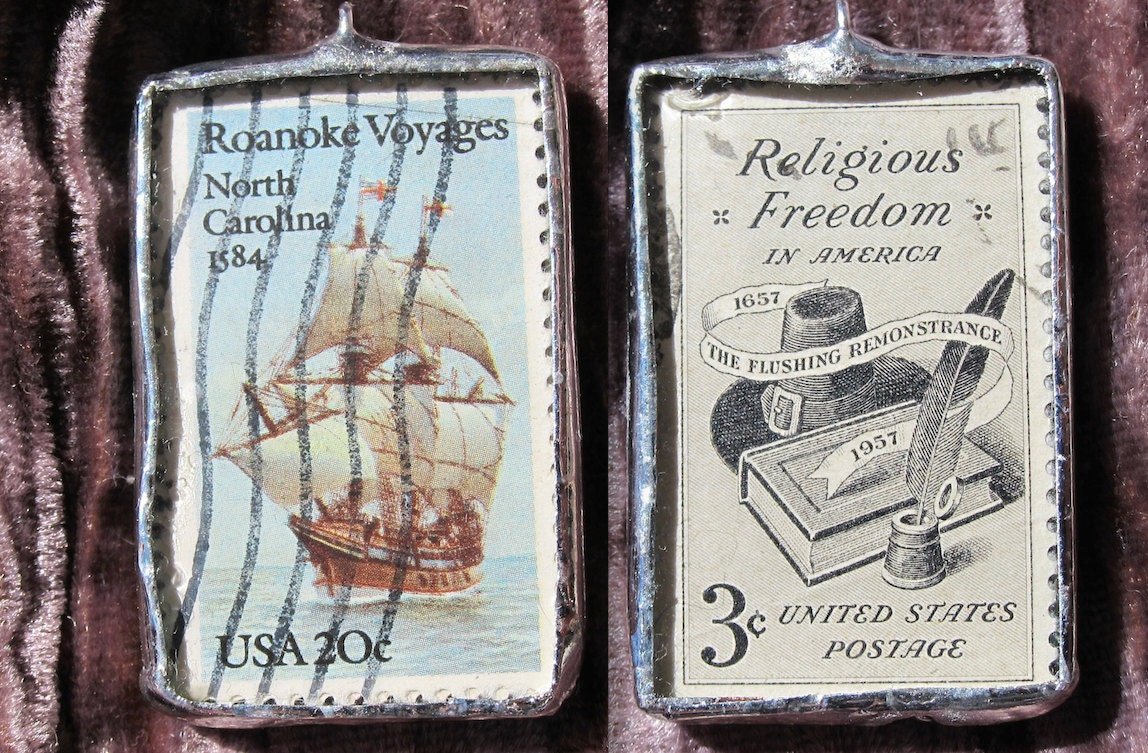 Roanoke Voyages
North
Carolina
1584
USA 20c
Religious
Freedom
IN AMERICA
1657
THE FLUSHING REMONSTRANCE
1957
3¢ UNITED STATES
POSTAGE